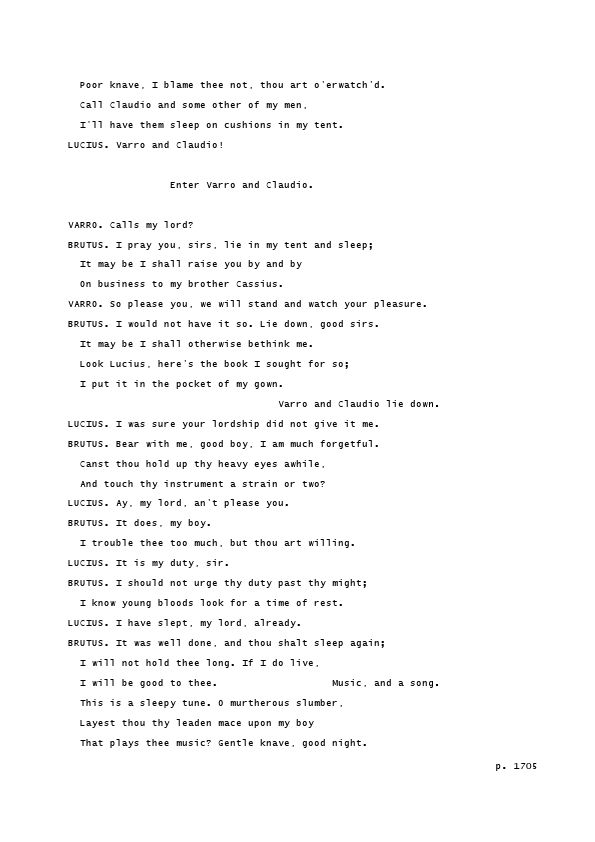 Poor knave, I blame thee not, thou art o'erwatch'd.
Call Claudio and some other of my men,
I'll have them sleep on cushions in my tent.
LUCIUS. Varro and Claudio!
Enter Varro and Claudio.
VARRO. Calls my lord?
BRUTUS. I pray you, sirs, lie in my tent and sleep;
It may be I shall raise you by and by
On business to my brother Cassius.
VARRO. So please you, we will stand and watch your pleasure.
BRUTUS. I would not have it so. Lie down, good sirs.
It may be I shall otherwise bethink me.
Look Lucius, here's the book I sought for so;
I put it in the pocket of my gown.
Varro and Claudio lie down.
LUCIUS. I was sure your lordship did not give it me.
BRUTUS. Bear with me, good boy, I am much forgetful.
Canst thou hold up thy heavy eyes awhile,
And touch thy instrument a strain or two?
LUCIUS. Ay, my lord, an't please you.
BRUTUS. It does, my boy.
I trouble thee too much, but thou art willing.
LUCIUS. It is my duty, sir.
BRUTUS. I should not urge thy duty past thy might;
I know young bloods look for a time of rest.
LUCIUS. I have slept, my lord, already.
BRUTUS. It was well done, and thou shalt sleep again;
I will not hold thee long. If I do live,
I will be good to thee. Music, and a song.
This is a sleepy tune. O murtherous slumber,
Layest thou thy leaden mace upon my boy
That plays thee music? Gentle knave, good night.
p. 1705